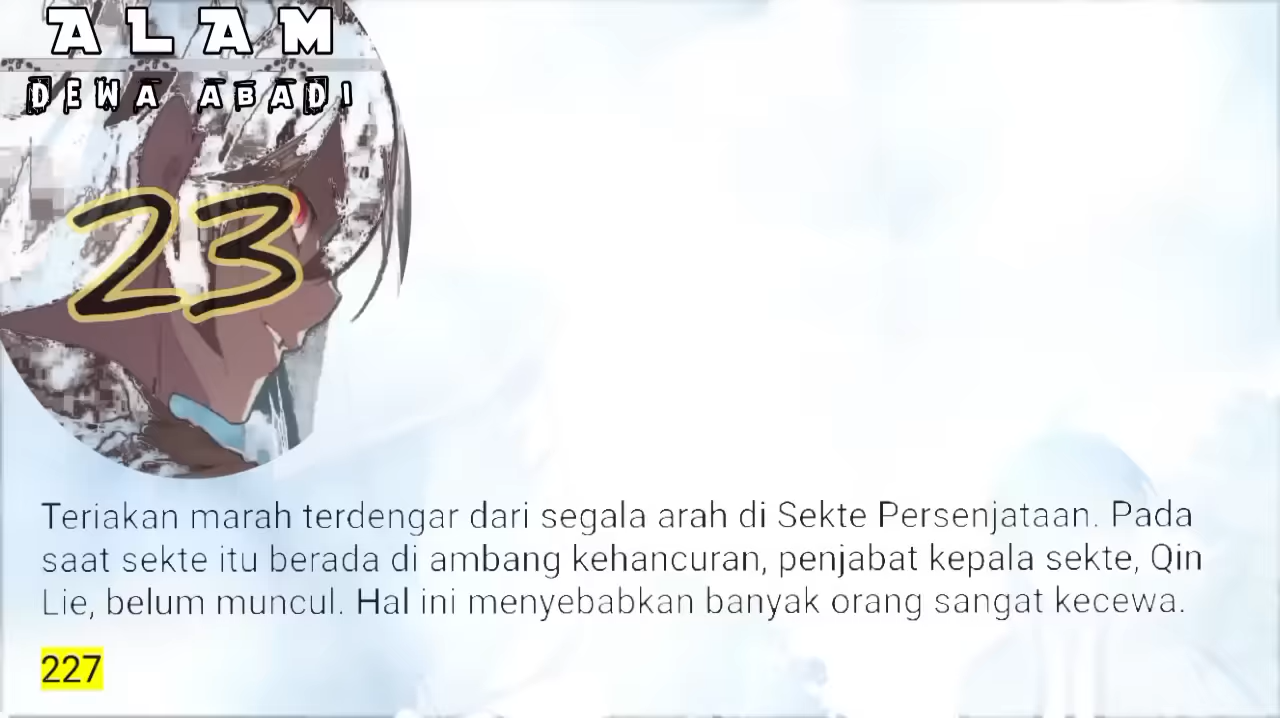 ALAM
DEWA ABADI
23
Teriakan marah terdengar dari segala arah di Sekte Persenjataan. Pada
saat sekte itu berada di ambang kehancuran, penjabat kepala sekte, Qin
Lie, belum muncul. Hal ini menyebabkan banyak orang sangat kecewa.
227